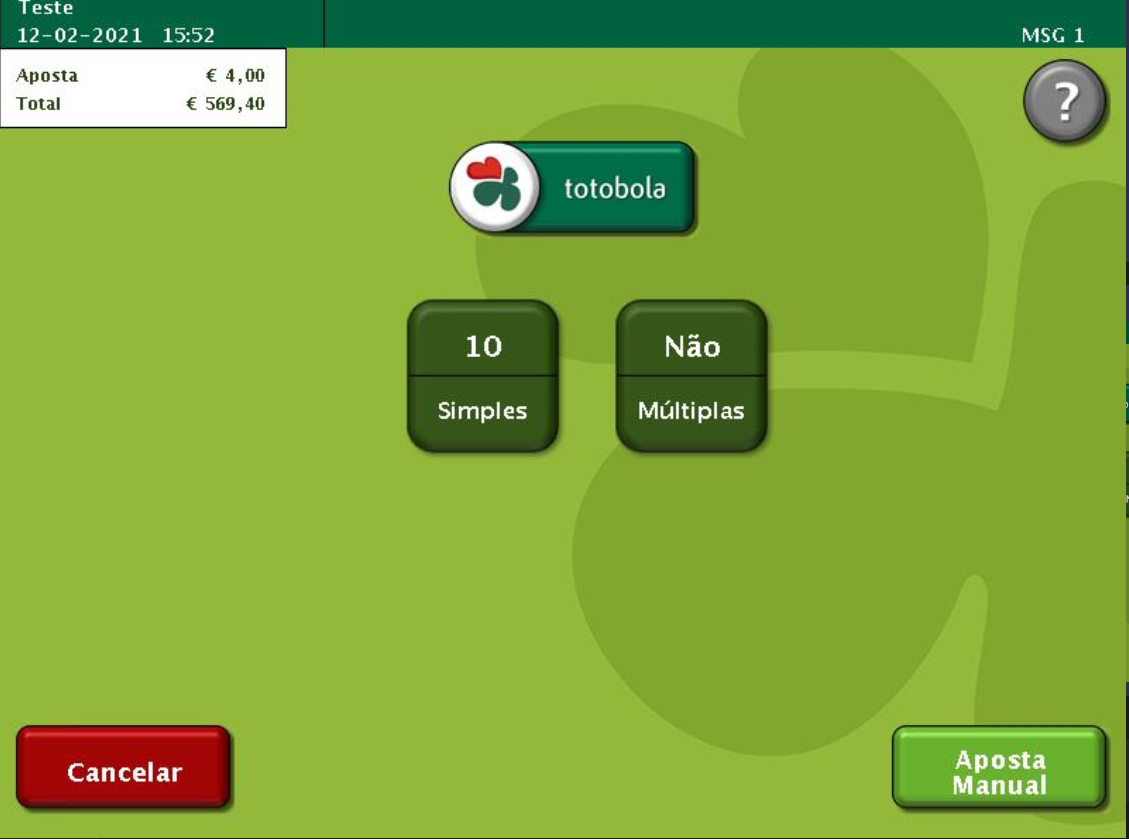 Teste
12-02-2021 15:52
MSG 1
Aposta € 4,00
Total € 569,40
?
totobola
10
Simples
Não
Múltiplas
Cancelar
Aposta
Manual